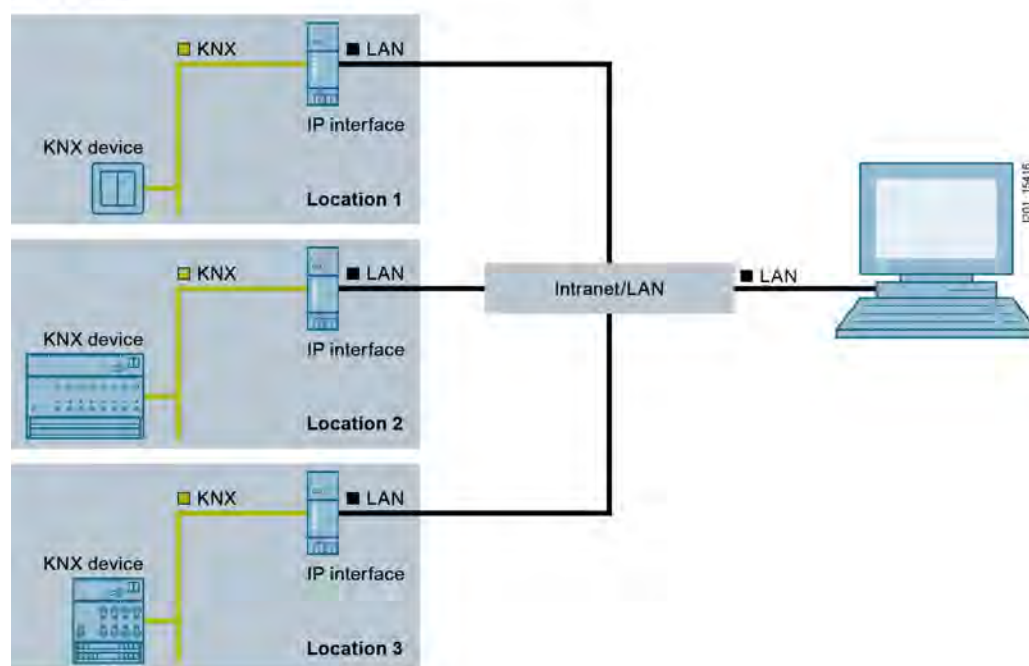 KNX
LAN
IP interface
KNX device
Location 1
KNX
LAN
IP interface
KNX device
Location 2
KNX
LAN
IP interface
KNX device
Location 3
Intranet/LAN
LAN
I201_15416